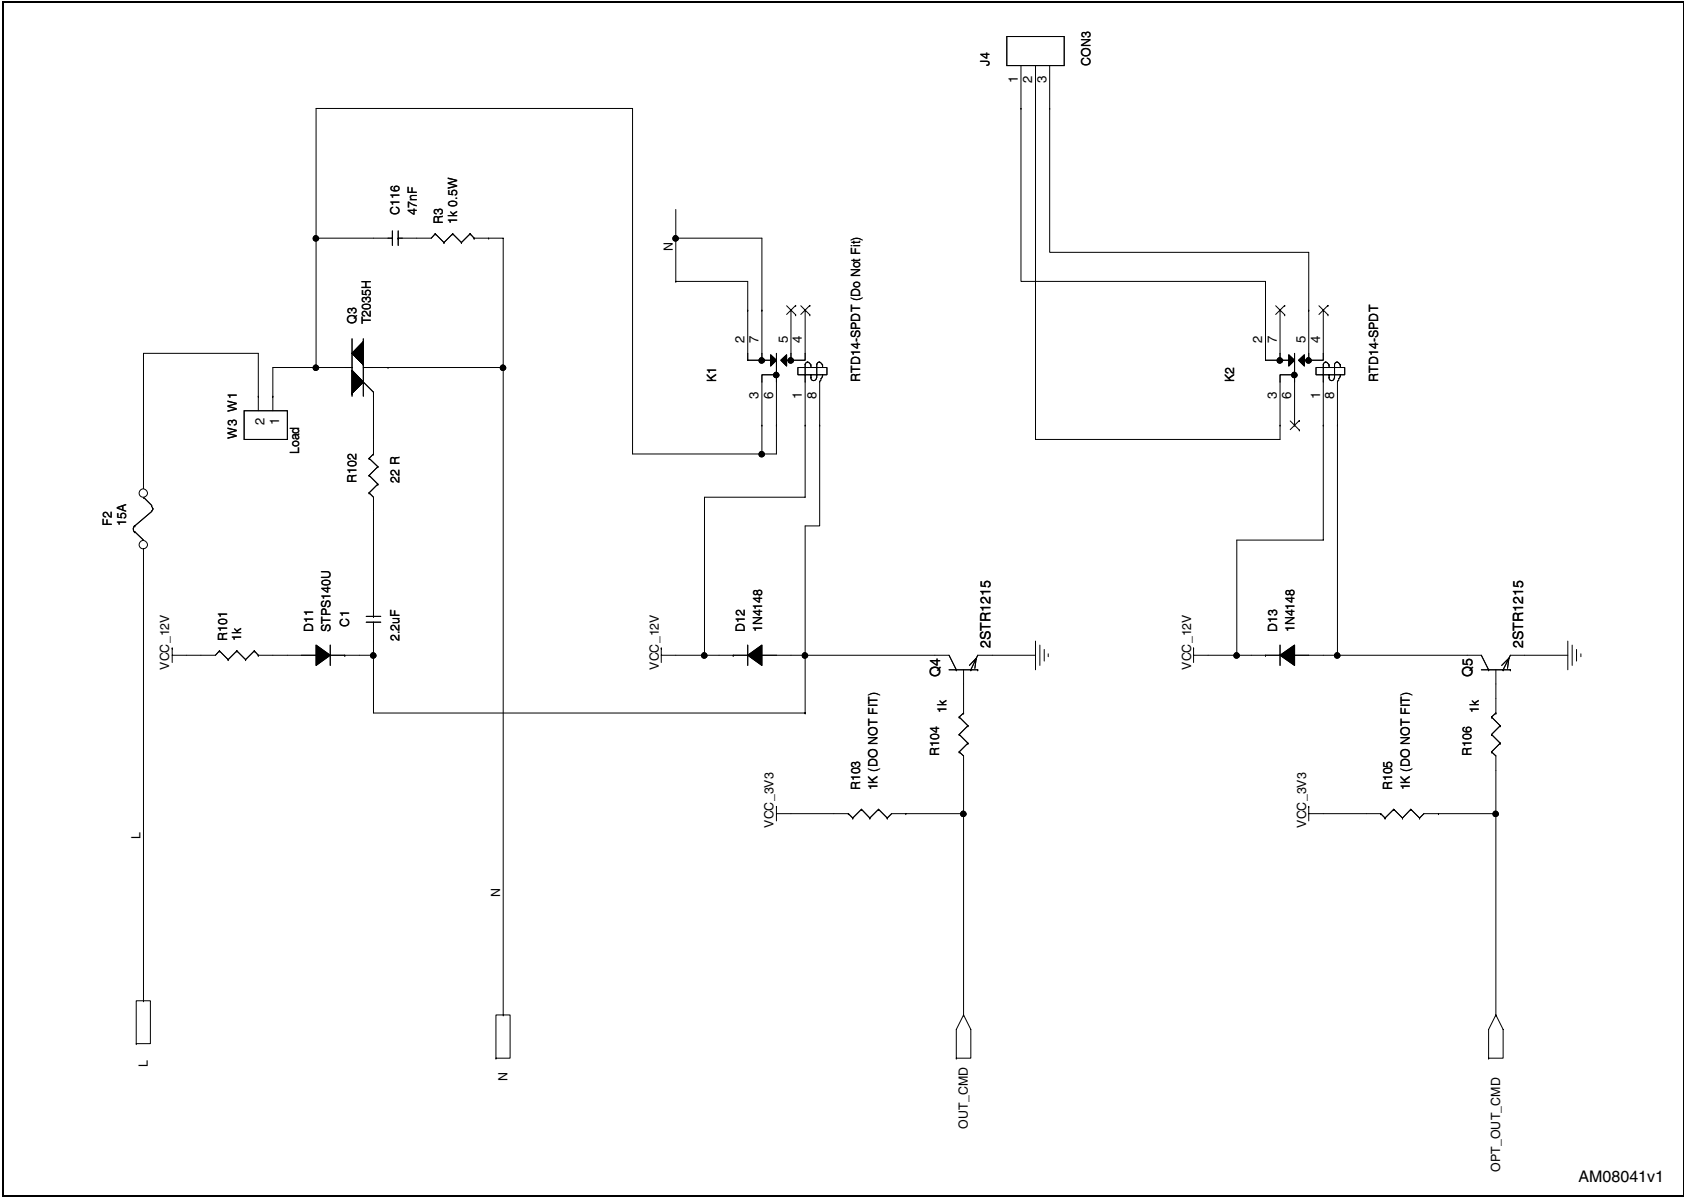 J4
CON3
1
2
3
C116
47nF
R3
1k 0.5W
Q3
T2035H
N
W3 W1
2
1
Load
R102
22 R
F2
15A
2
7
5
4
K1
3
6
1
8
RTD14-SPDT (Do Not Fit)
2
7
5
4
K2
3
6
1
8
RTD14-SPDT
VCC_12V
R101
1k
D11
STPS140U
C1
2.2uF
VCC_12V
D12
1N4148
Q4
2STR1215
VCC_12V
D13
1N4148
Q5
2STR1215
R104
1k
R103
1K (DO NOT FIT)
VCC_3V3
R106
1k
R105
1K (DO NOT FIT)
VCC_3V3
L
N
L
N
OUT_CMD
OPT_OUT_CMD
AM08041v1